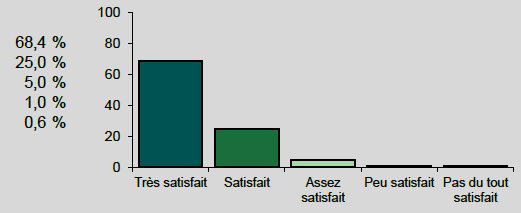 68,4 %
25,0 %
5,0 %
1,0 %
0,6 %
100
80
60
40
20
0
Très satisfait
Satisfait
Assez
satisfait
Peu satisfait
Pas du tout
satisfait